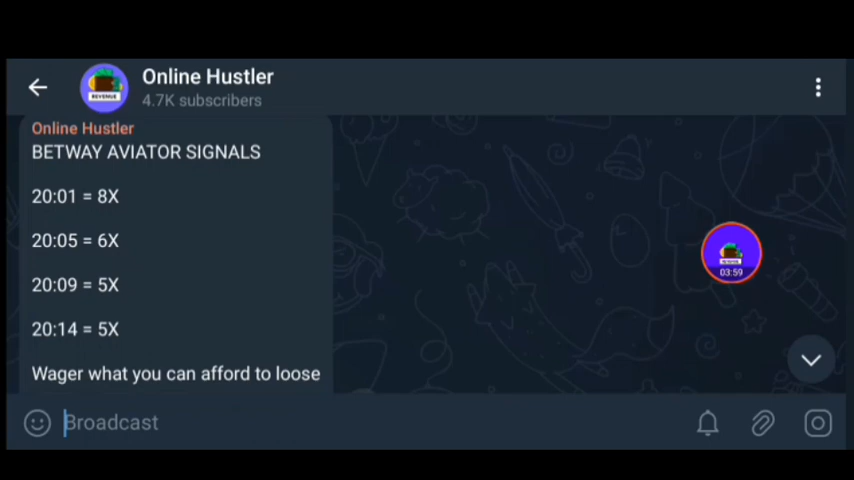 Online Hustler
4.7K subscribers
REVENUE
Online Hustler
BETWAY AVIATOR SIGNALS
20:01 = 8X
20:05 = 6X
20:09 = 5X
20:14 = 5X
Wager what you can afford to loose
03:59
Broadcast